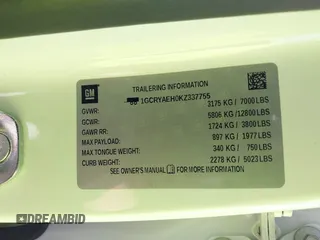 GM
TRAILERING INFORMATION
1GCRYAEH0KZ337755
GVWR: 3175 KG / 7000 LBS
GCWR: 5806 KG / 12800 LBS
GAWR RR: 1724 KG / 3800 LBS
MAX PAYLOAD: 897 KG / 1977 LBS
MAX TONGUE WEIGHT: 340 KG / 750 LBS
CURB WEIGHT: 2278 KG / 5023 LBS
SEE OWNER'S MANUAL FOR MORE INFORMATION
DREAMBID